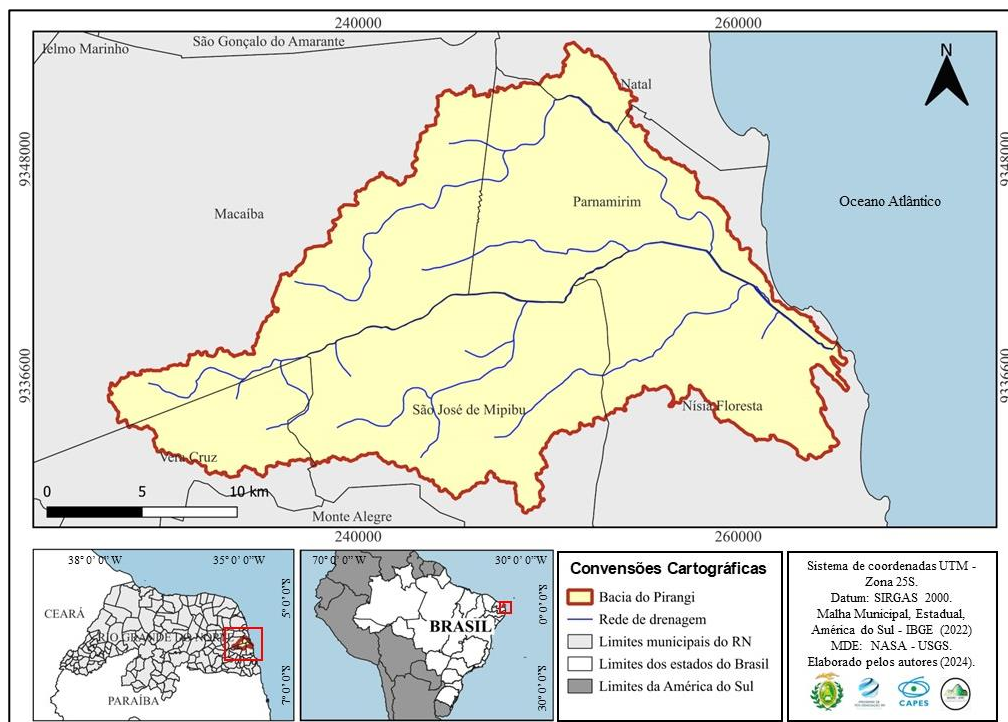 240000
260000
Ielmo Marinho
São Gonçalo do Amarante
N
Natal
9348000
9348000
Macaíba
Parnamirim
Oceano Atlântico
9336600
9336600
São José de Mipibu
Nísia Floresta
Vera Cruz
0 5 10 km
Monte Alegre
240000
260000
38° 0' 0" W
35° 0' 0"W
5° 0' 0"S
CEARÁ
RIO GRANDE DO NORTE
PARAÍBA
7° 0' 0"S
70° 0' 0" W
30° 0' 0" W
0° 0' 0"S
BRASIL
30° 0' 0"S
Convensões Cartográficas
Bacia do Pirangi
Rede de drenagem
Limites municipais do RN
Limites dos estados do Brasil
Limites da América do Sul
Sistema de coordenadas UTM -
Zona 25S.
Datum: SIRGAS 2000.
Malha Municipal, Estadual,
América do Sul - IBGE (2022)
MDE: NASA - USGS.
Elaborado pelos autores (2024).
CAPES